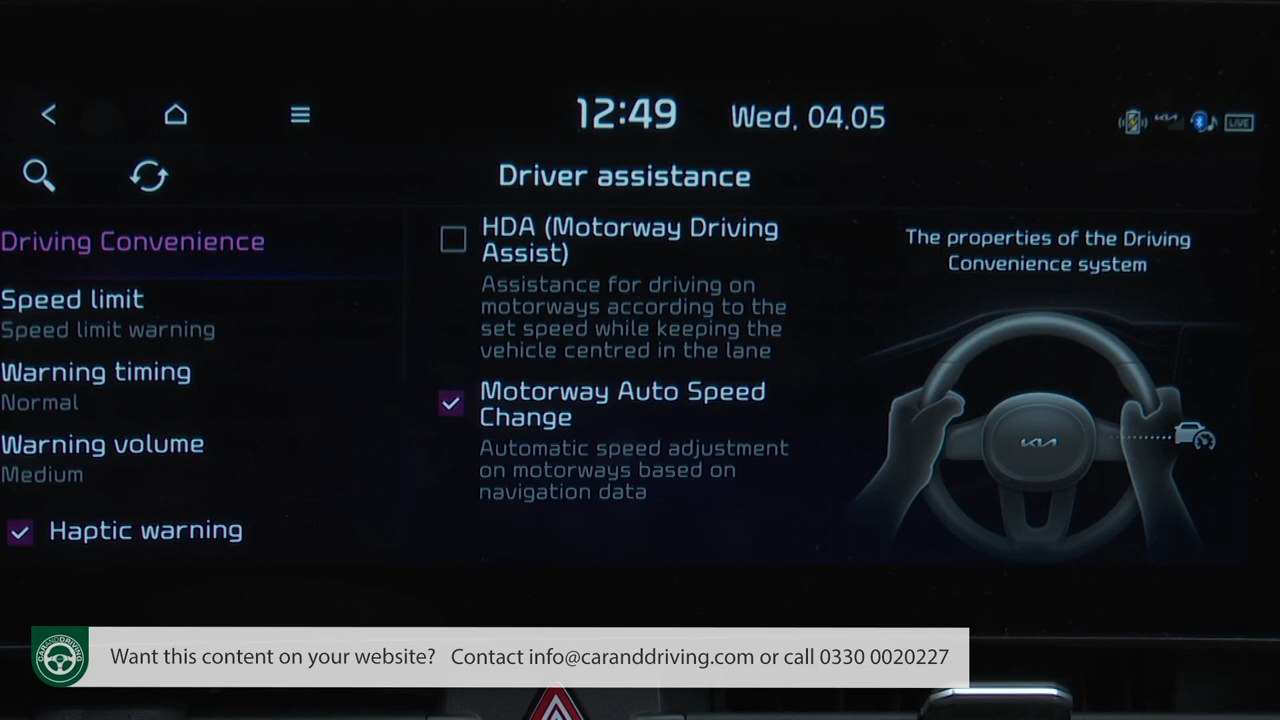 12:49 Wed, 04.05
LIVE
Driver assistance
Driving Convenience
Speed limit
Speed limit warning
Warning timing
Normal
Warning volume
Medium
Haptic warning
HDA (Motorway Driving
Assist)
Assistance for driving on
motorways according to the
set speed while keeping the
vehicle centred in the lane
Motorway Auto Speed
Change
Automatic speed adjustment
on motorways based on
navigation data
The properties of the Driving
Convenience system
KIA
CARANDDRIVING
Want this content on your website? Contact info@caranddriving.com or call 0330 0020227